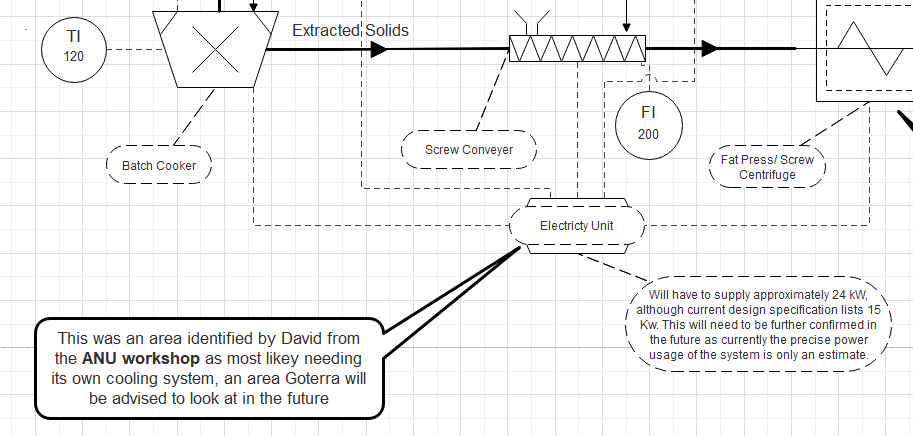 TI
120
Extracted Solids
Batch Cooker
Screw Conveyer
FI
200
Fat Press/ Screw
Centrifuge
Electricty Unit
Will have to supply approximately 24 kW,
although current design specification lists 15
Kw. This will need to be further confirmed in
the future as currently the precise power
usage of the system is only an estimate.
This was an area identified by David from
the ANU workshop as most likey needing
its own cooling system, an area Goterra will
be advised to look at in the future